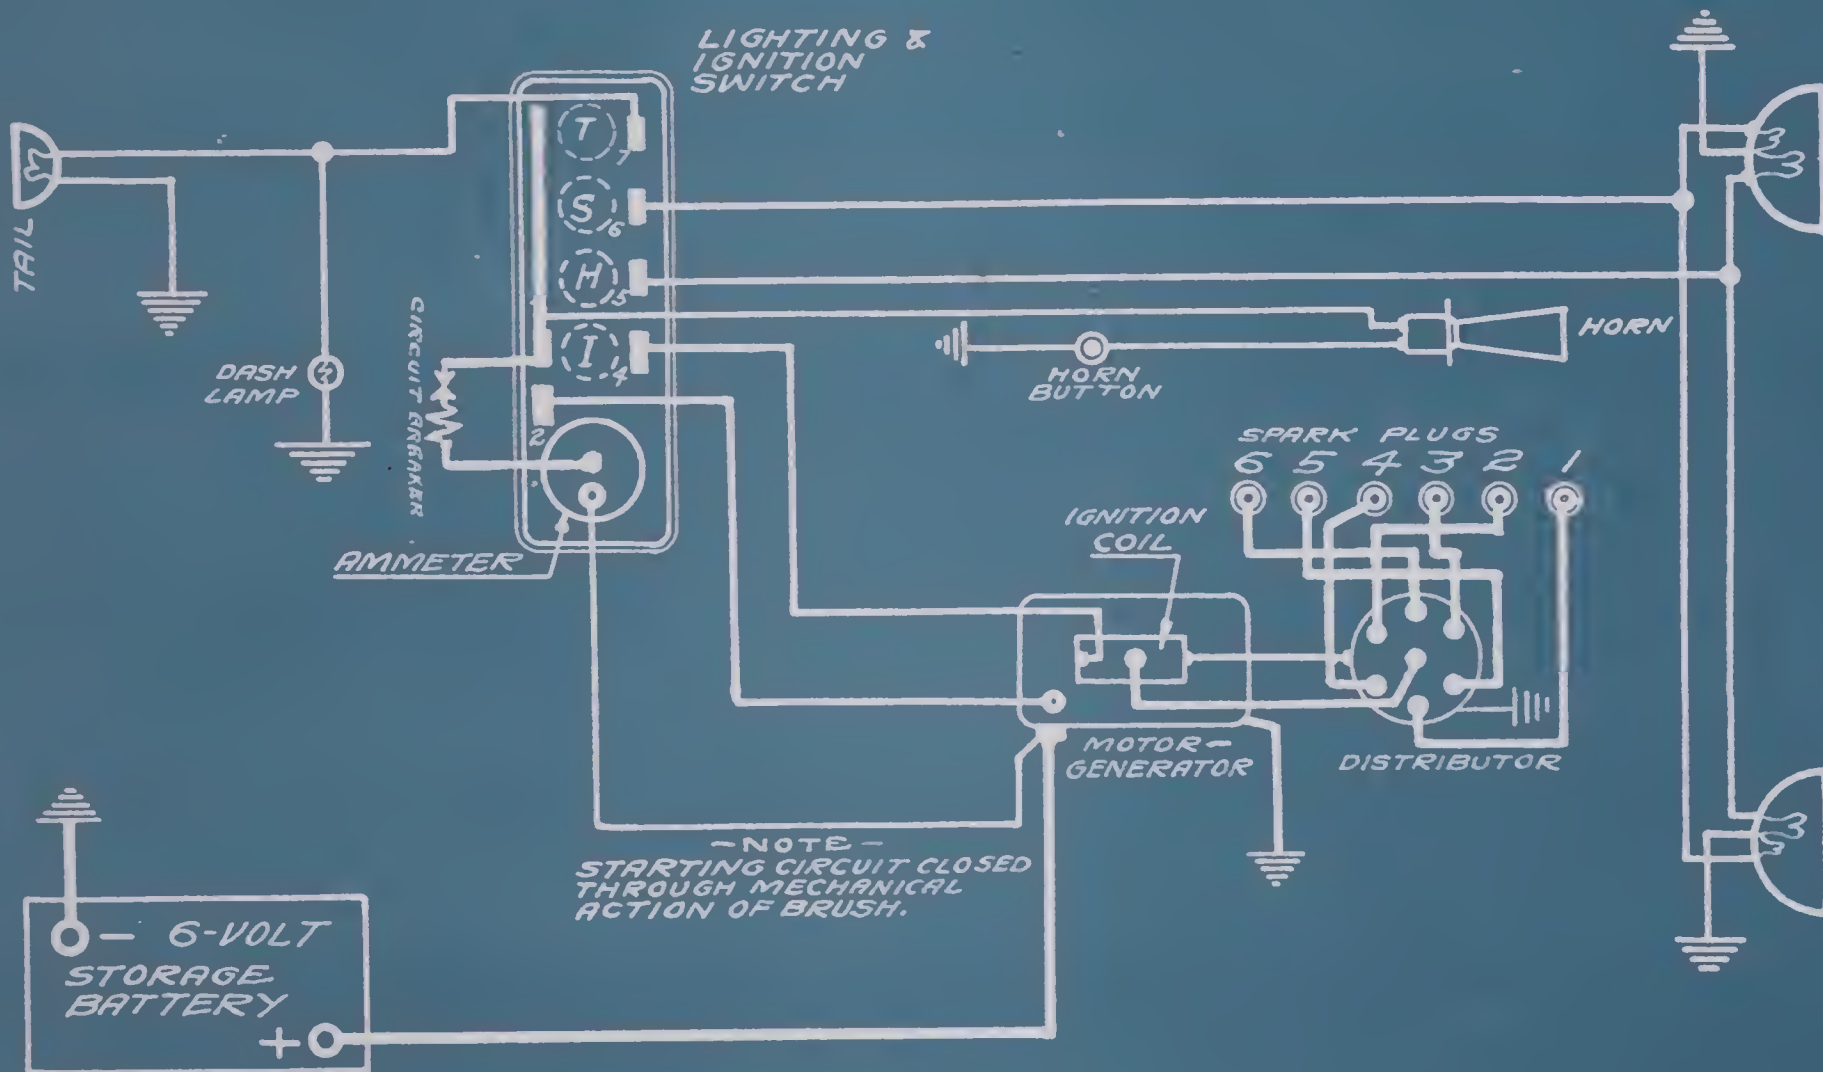 LIGHTING &
IGNITION
SWITCH
TAIL
T
7
S
6
H
5
I
4
2
CIRCUIT BRRAKER
DASH
LAMP
AMMETER
HORN
HORN
BUTTON
SPARK PLUGS
6 5 4 3 2 1
IGNITION
COIL
MOTOR-
GENERATOR
DISTRIBUTOR
-NOTE-
STARTING CIRCUIT CLOSED
THROUGH MECHANICAL
ACTION OF BRUSH.
- 6-VOLT
STORAGE
BATTERY
+